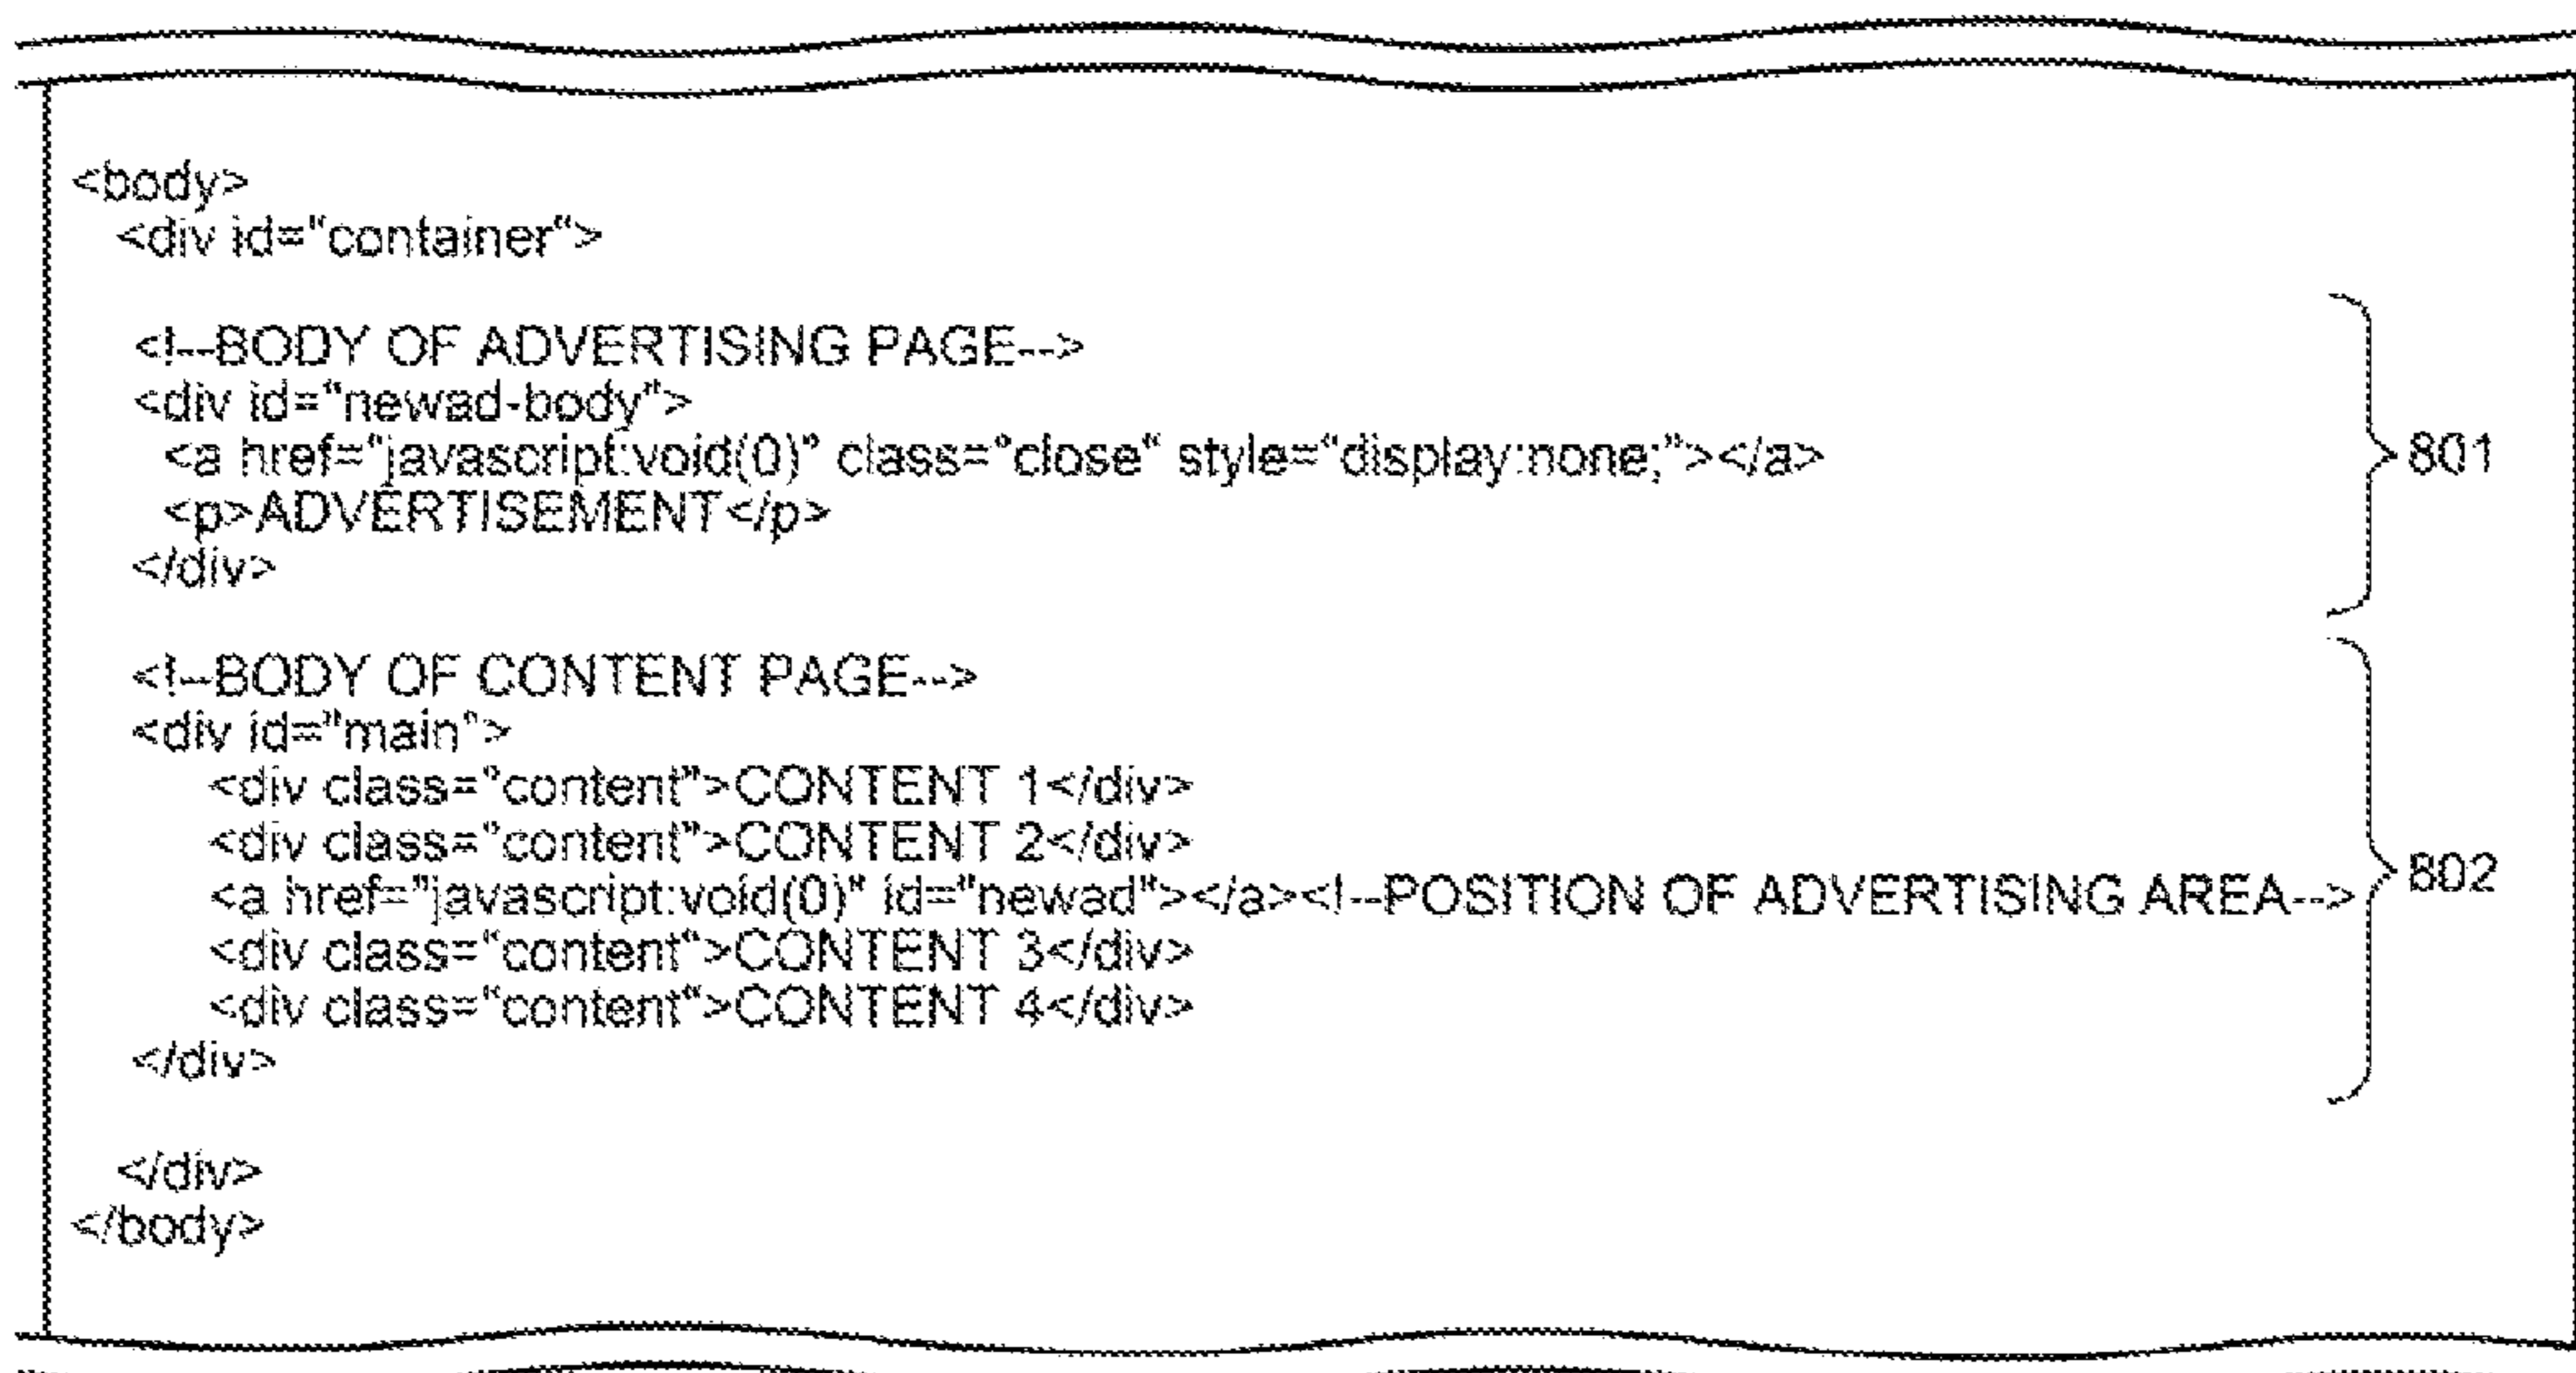 <body>
<div id="container">
<!--BODY OF ADVERTISING PAGE-->
<div id="newad-body">
<a href="javascript:void(0)" class="close" style="display:none;"></a>
<p>ADVERTISEMENT</p>
</div>
801
<!--BODY OF CONTENT PAGE-->
<div id="main">
<div class="content">CONTENT 1</div>
<div class="content">CONTENT 2</div>
<a href="javascript:void(0)" id="newad"></a><!--POSITION OF ADVERTISING AREA-->
<div class="content">CONTENT 3</div>
<div class="content">CONTENT 4</div>
</div>
802
</div>
</body>